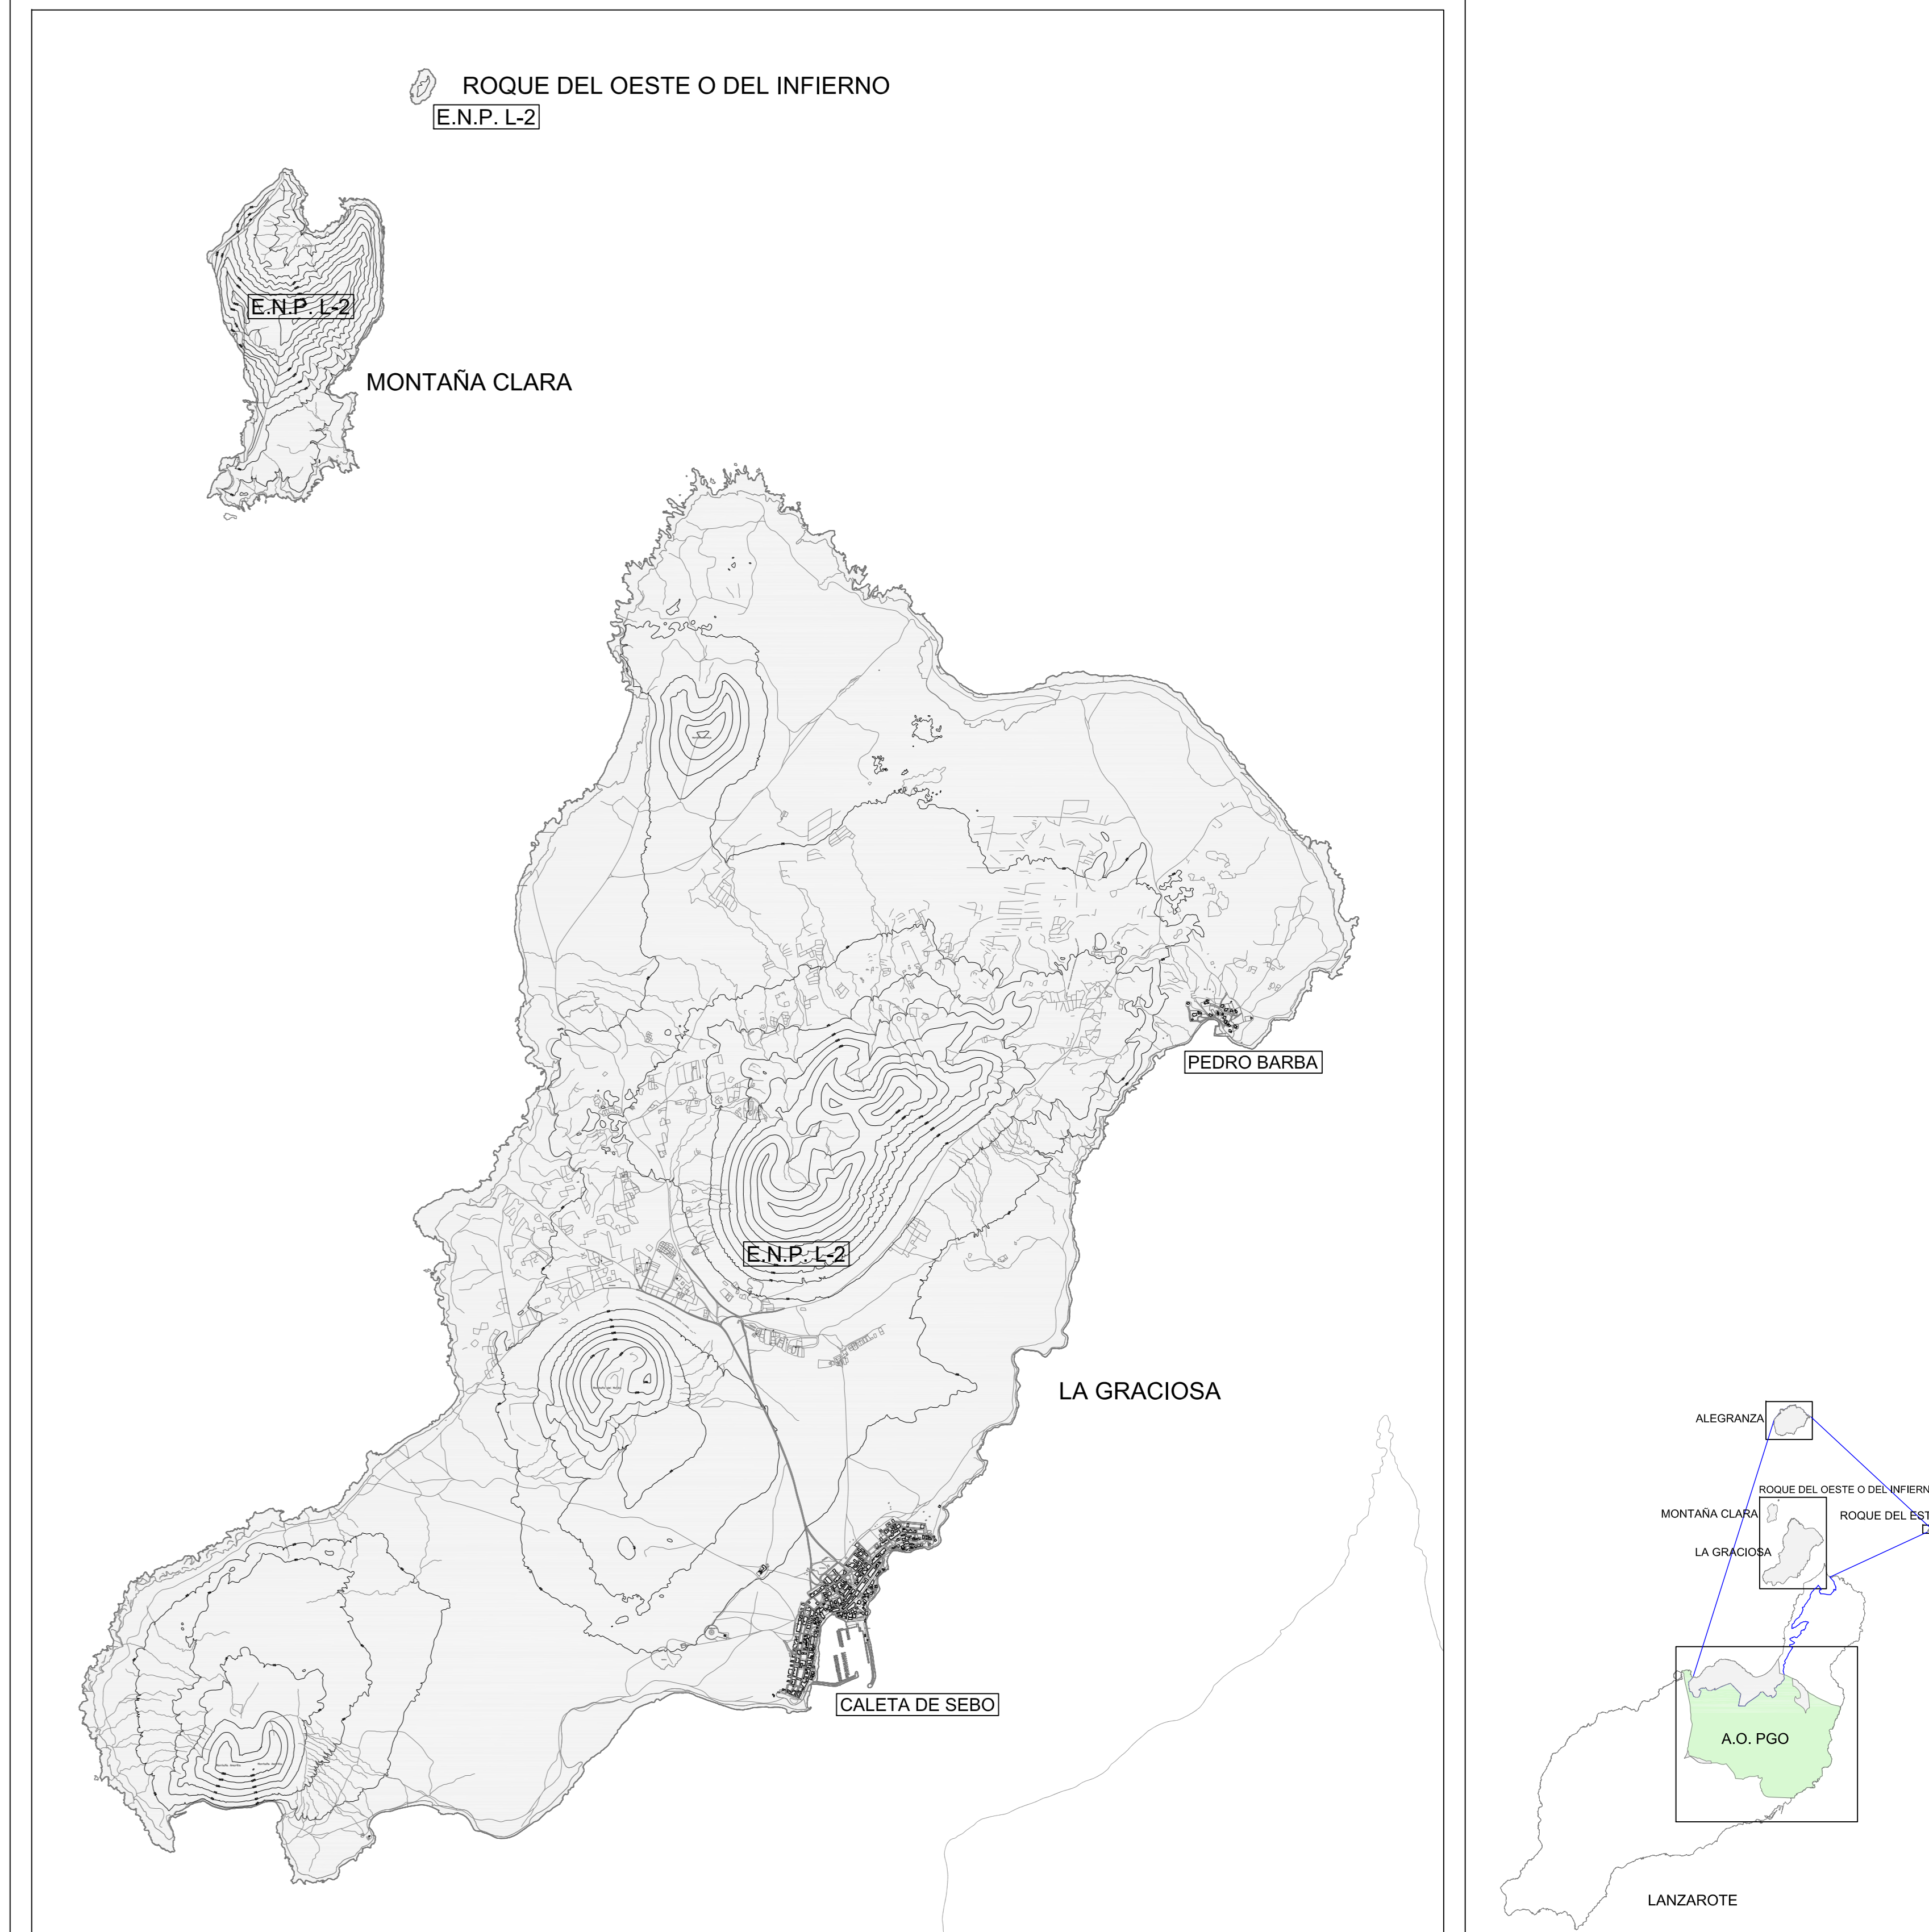 ROQUE DEL OESTE O DEL INFIERNO
E.N.P. L-2
E.N.P. L-2
MONTAÑA CLARA
PEDRO BARBA
E.N.P. L-2
LA GRACIOSA
CALETA DE SEBO
ALEGRANZA
ROQUE DEL OESTE O DEL INFIERN
MONTAÑA CLARA
ROQUE DEL EST
LA GRACIOSA
A.O. PGO
LANZAROTE